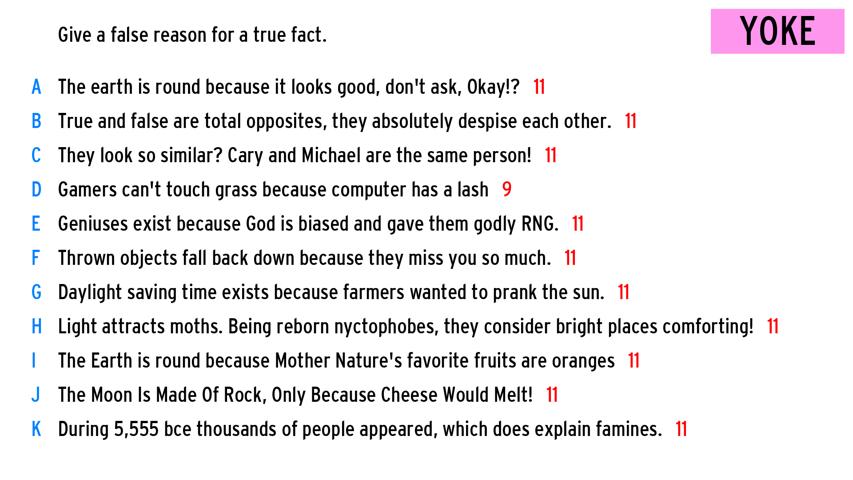 Give a false reason for a true fact.
YOKE
A The earth is round because it looks good, don't ask, Okay!? 11
B True and false are total opposites, they absolutely despise each other. 11
C They look so similar? Cary and Michael are the same person! 11
D Gamers can't touch grass because computer has a lash 9
E Geniuses exist because God is biased and gave them godly RNG. 11
F Thrown objects fall back down because they miss you so much. 11
G Daylight saving time exists because farmers wanted to prank the sun. 11
H Light attracts moths. Being reborn nyctophobes, they consider bright places comforting! 11
I The Earth is round because Mother Nature's favorite fruits are oranges 11
J The Moon Is Made Of Rock, Only Because Cheese Would Melt! 11
K During 5,555 bce thousands of people appeared, which does explain famines. 11